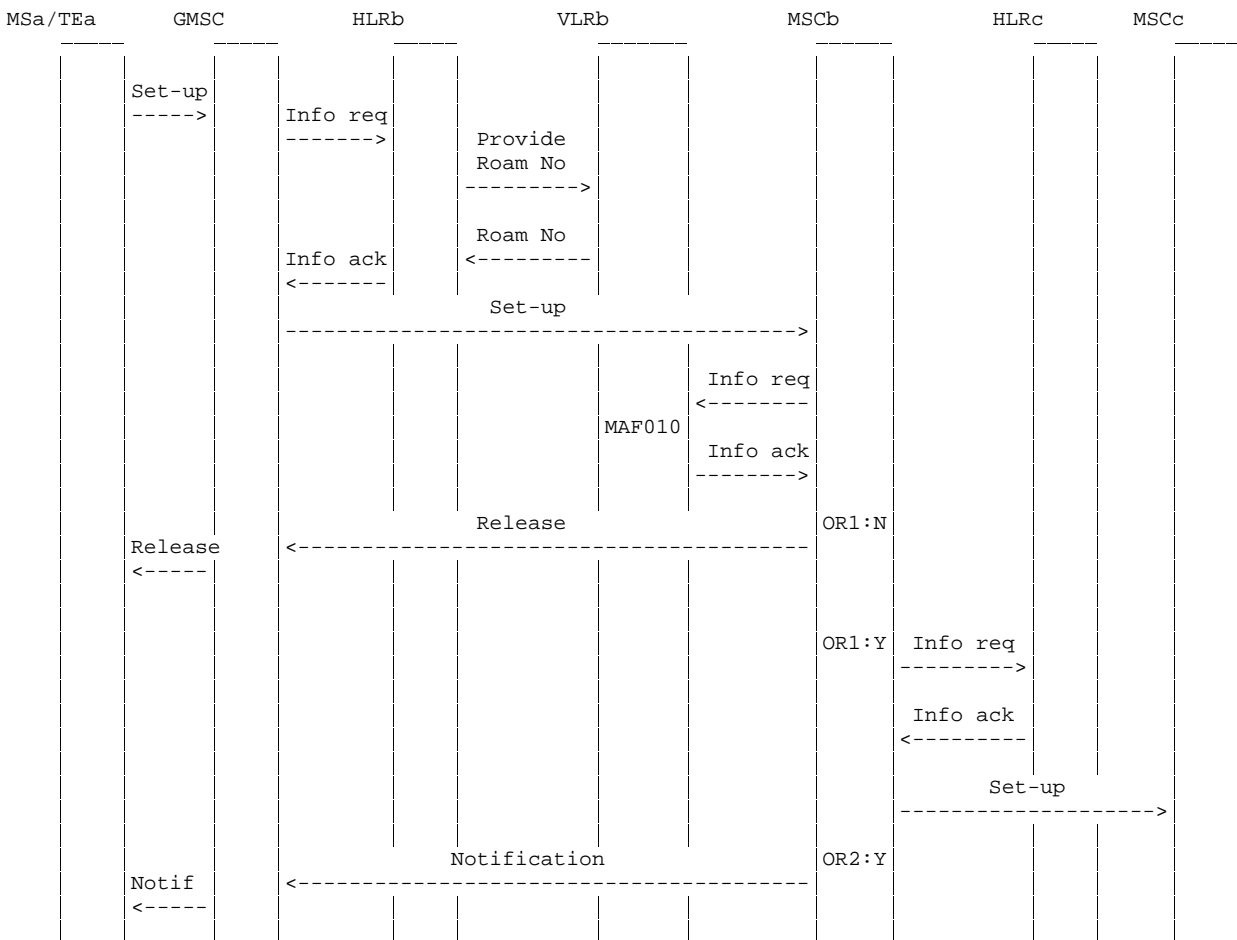 MSa/TEa GMSC HLRb VLRb MSCb HLRc MSCc
Set-up
-----> Info req
-------> Provide
Roam No
--------->
Roam No
Info ack <---------
<-------
Set-up
---------------------------------------->
Info req
<--------
MAF010
Info ack
-------->
Release OR1:N
Release <----------------------------------------
<-----
OR1:Y Info req
--------->
Info ack
<---------
Set-up
-------------------->
Notification OR2:Y
Notif <----------------------------------------
<-----